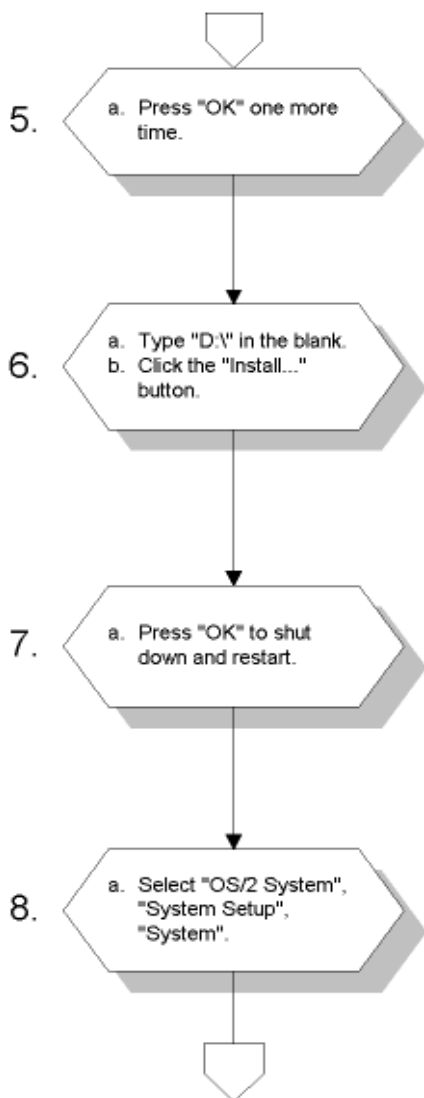 5.
a. Press "OK" one more
time.
6.
a. Type "D:\" in the blank.
b. Click the "Install..."
button.
7.
a. Press "OK" to shut
down and restart.
8.
a. Select "OS/2 System",
"System Setup",
"System".